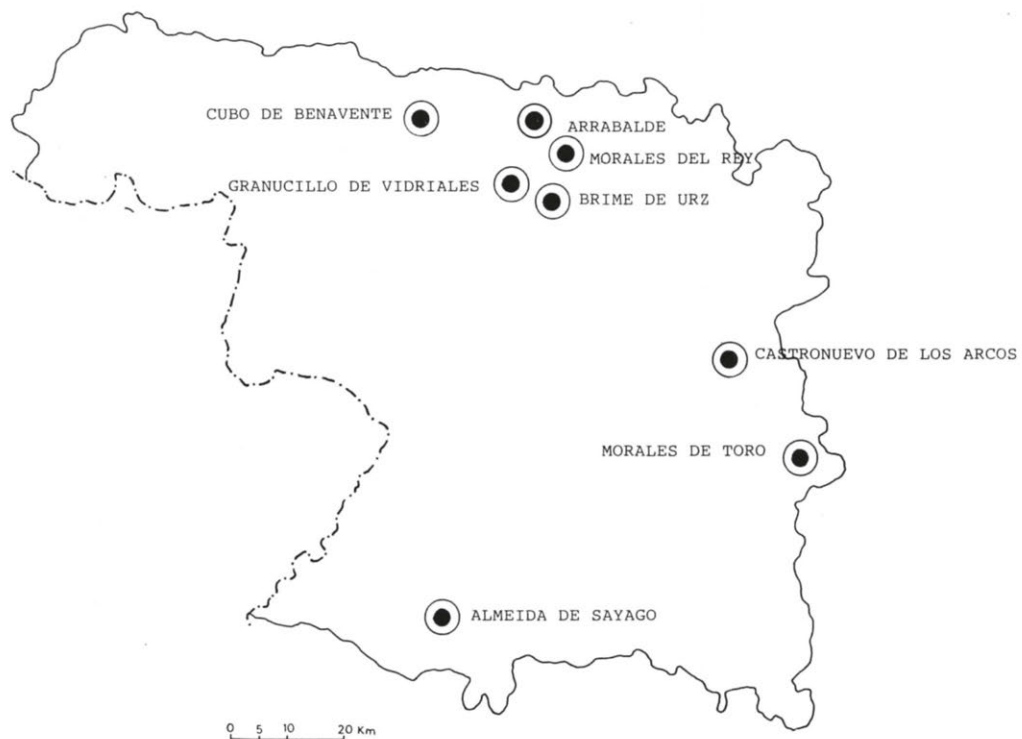 CUBO DE BENAVENTE
ARRABALDE
MORALES DEL REY
GRANUCILLO DE VIDRIALES
BRIME DE URZ
CASTRONUEVO DE LOS ARCOS
MORALES DE TORO
ALMEIDA DE SAYAGO
0 5 10 20 Km